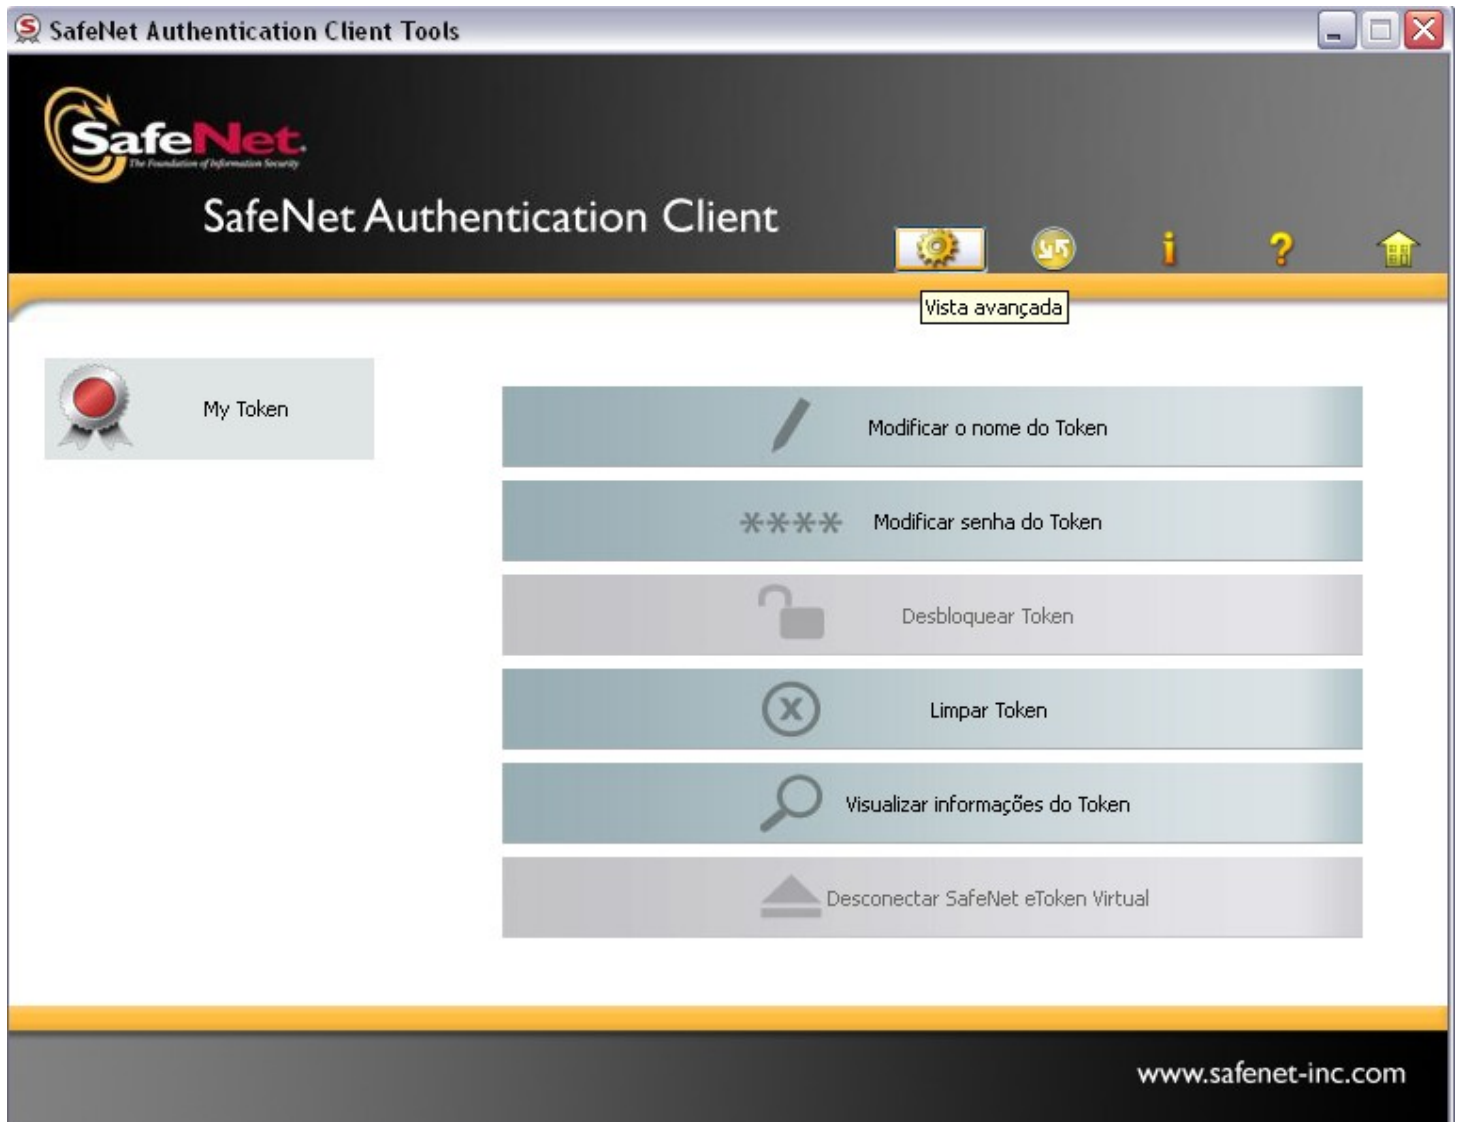 SafeNet Authentication Client Tools
SafeNet.
The Foundation of Information Security
SafeNet Authentication Client
Vista avançada
My Token
Modificar o nome do Token
**** Modificar senha do Token
Desbloquear Token
Limpar Token
Visualizar informações do Token
Desconectar SafeNet eToken Virtual
www.safenet-inc.com